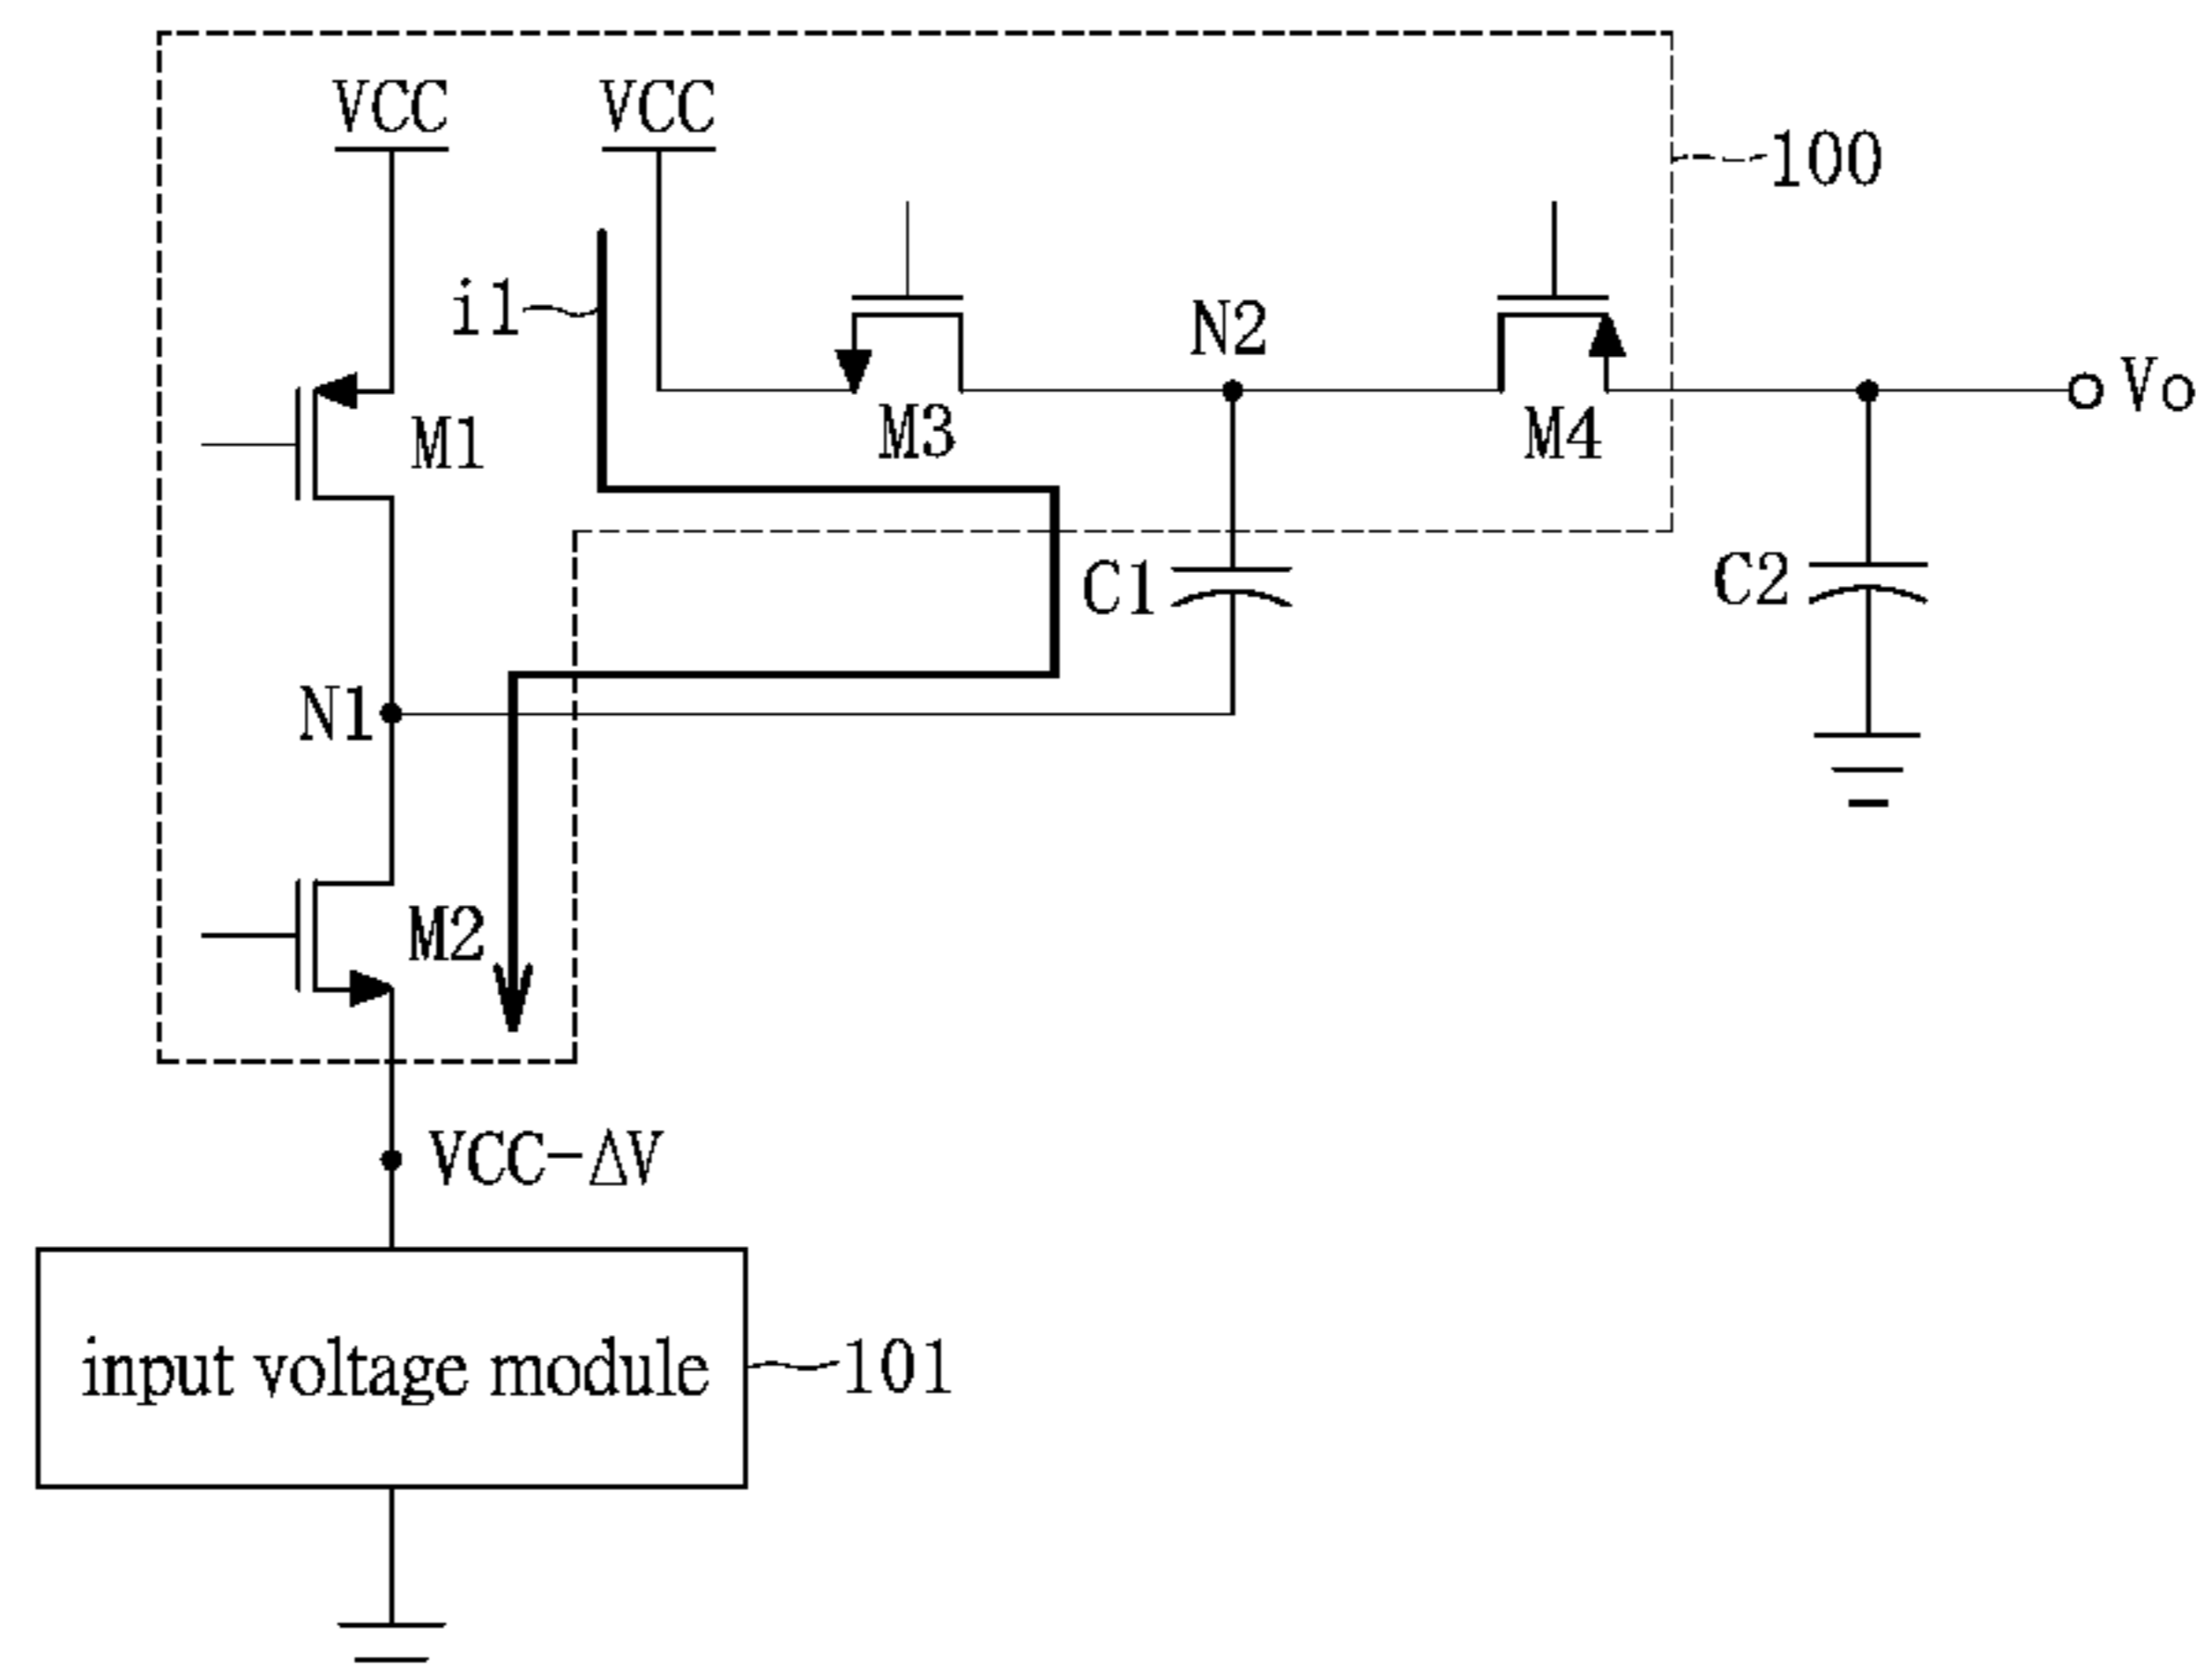 VCC
VCC
100
i1
N2
Vo
M3
M4
M1
C1
C2
N1
M2
VCC-ΔV
input voltage module
101